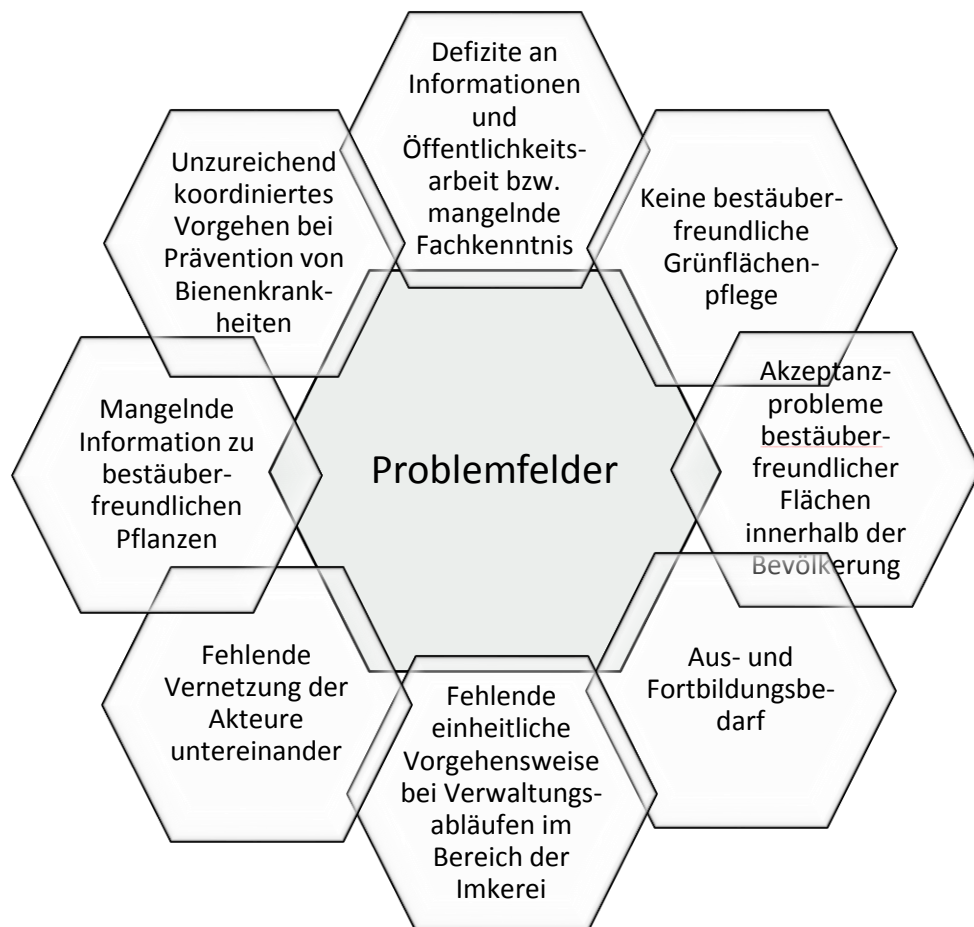 Defizite an
Informationen
und
Öffentlichkeits-
arbeit bzw.
mangelnde
Fachkenntnis
Keine bestäuber-
freundliche
Grünflächen-
pflege
Akzeptanz-
probleme
bestäuber-
freundlicher
Flächen
innerhalb der
Bevölkerung
Aus- und
Fortbildungsbe-
darf
Fehlende
einheitliche
Vorgehensweise
bei Verwaltungs-
abläufen im
Bereich der
Imkerei
Fehlende
Vernetzung der
Akteure
untereinander
Mangelnde
Information zu
bestäuber-
freundlichen
Pflanzen
Unzureichend
koordiniertes
Vorgehen bei
Prävention von
Bienenkrank-
heiten
Problemfelder